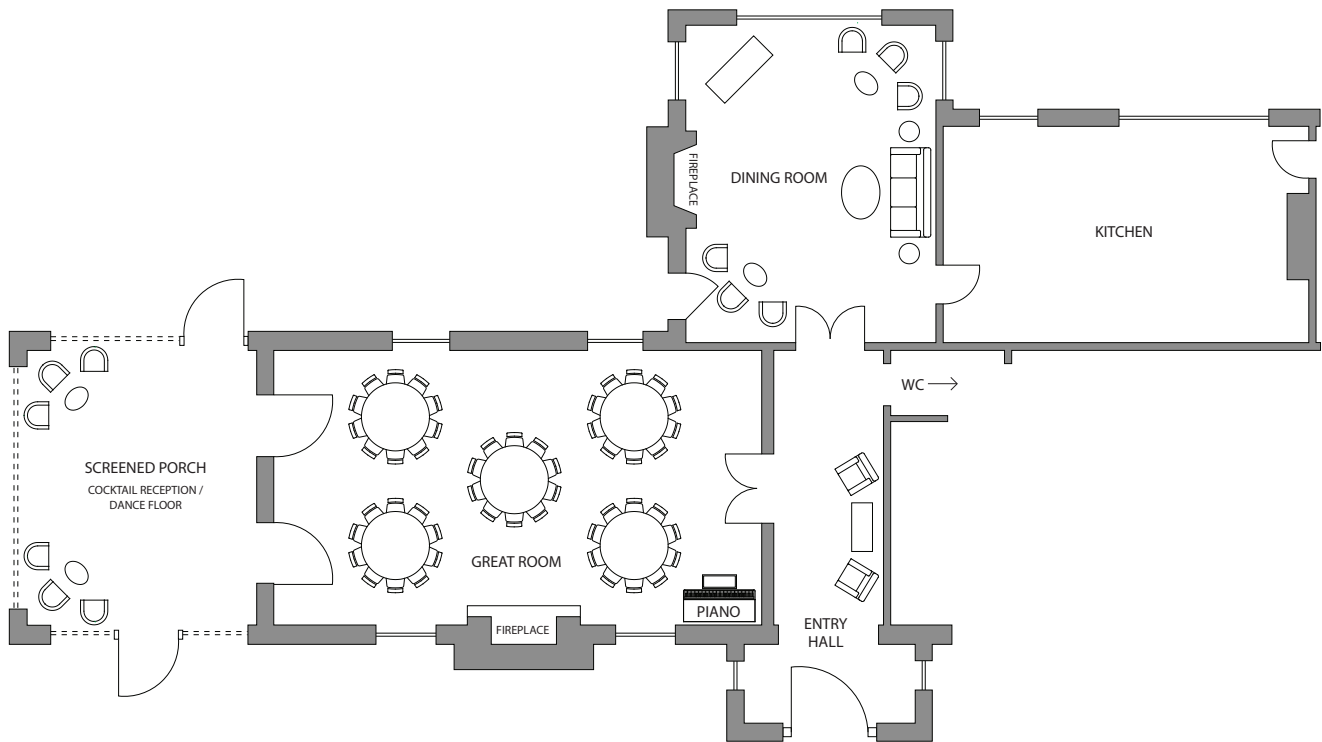 DINING ROOM
FIREPLACE
KITCHEN
WC
SCREENED PORCH
COCKTAIL RECEPTION /
DANCE FLOOR
GREAT ROOM
FIREPLACE
PIANO
ENTRY
HALL